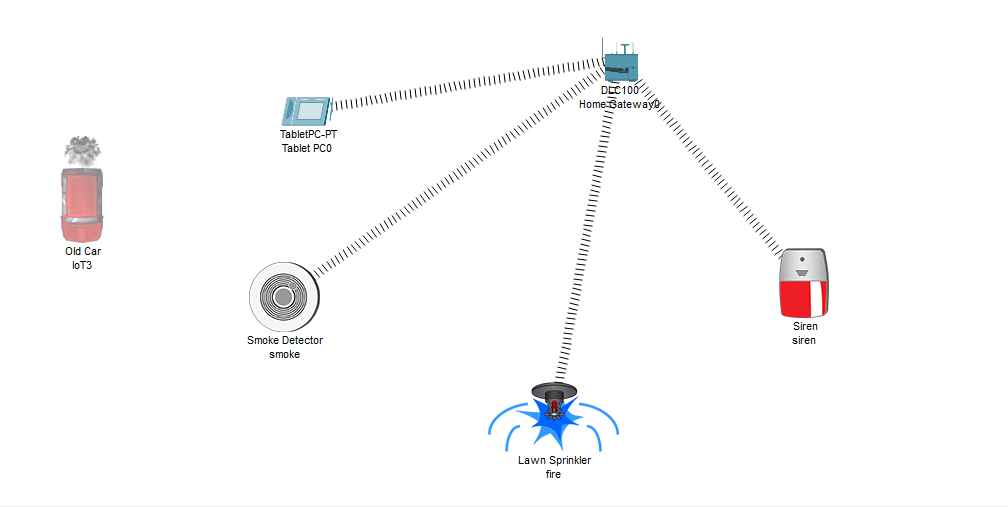 DLC100
Home Gateway0
TabletPC-PT
Tablet PC0
Old Car
IoT3
Smoke Detector
smoke
Siren
siren
Lawn Sprinkler
fire